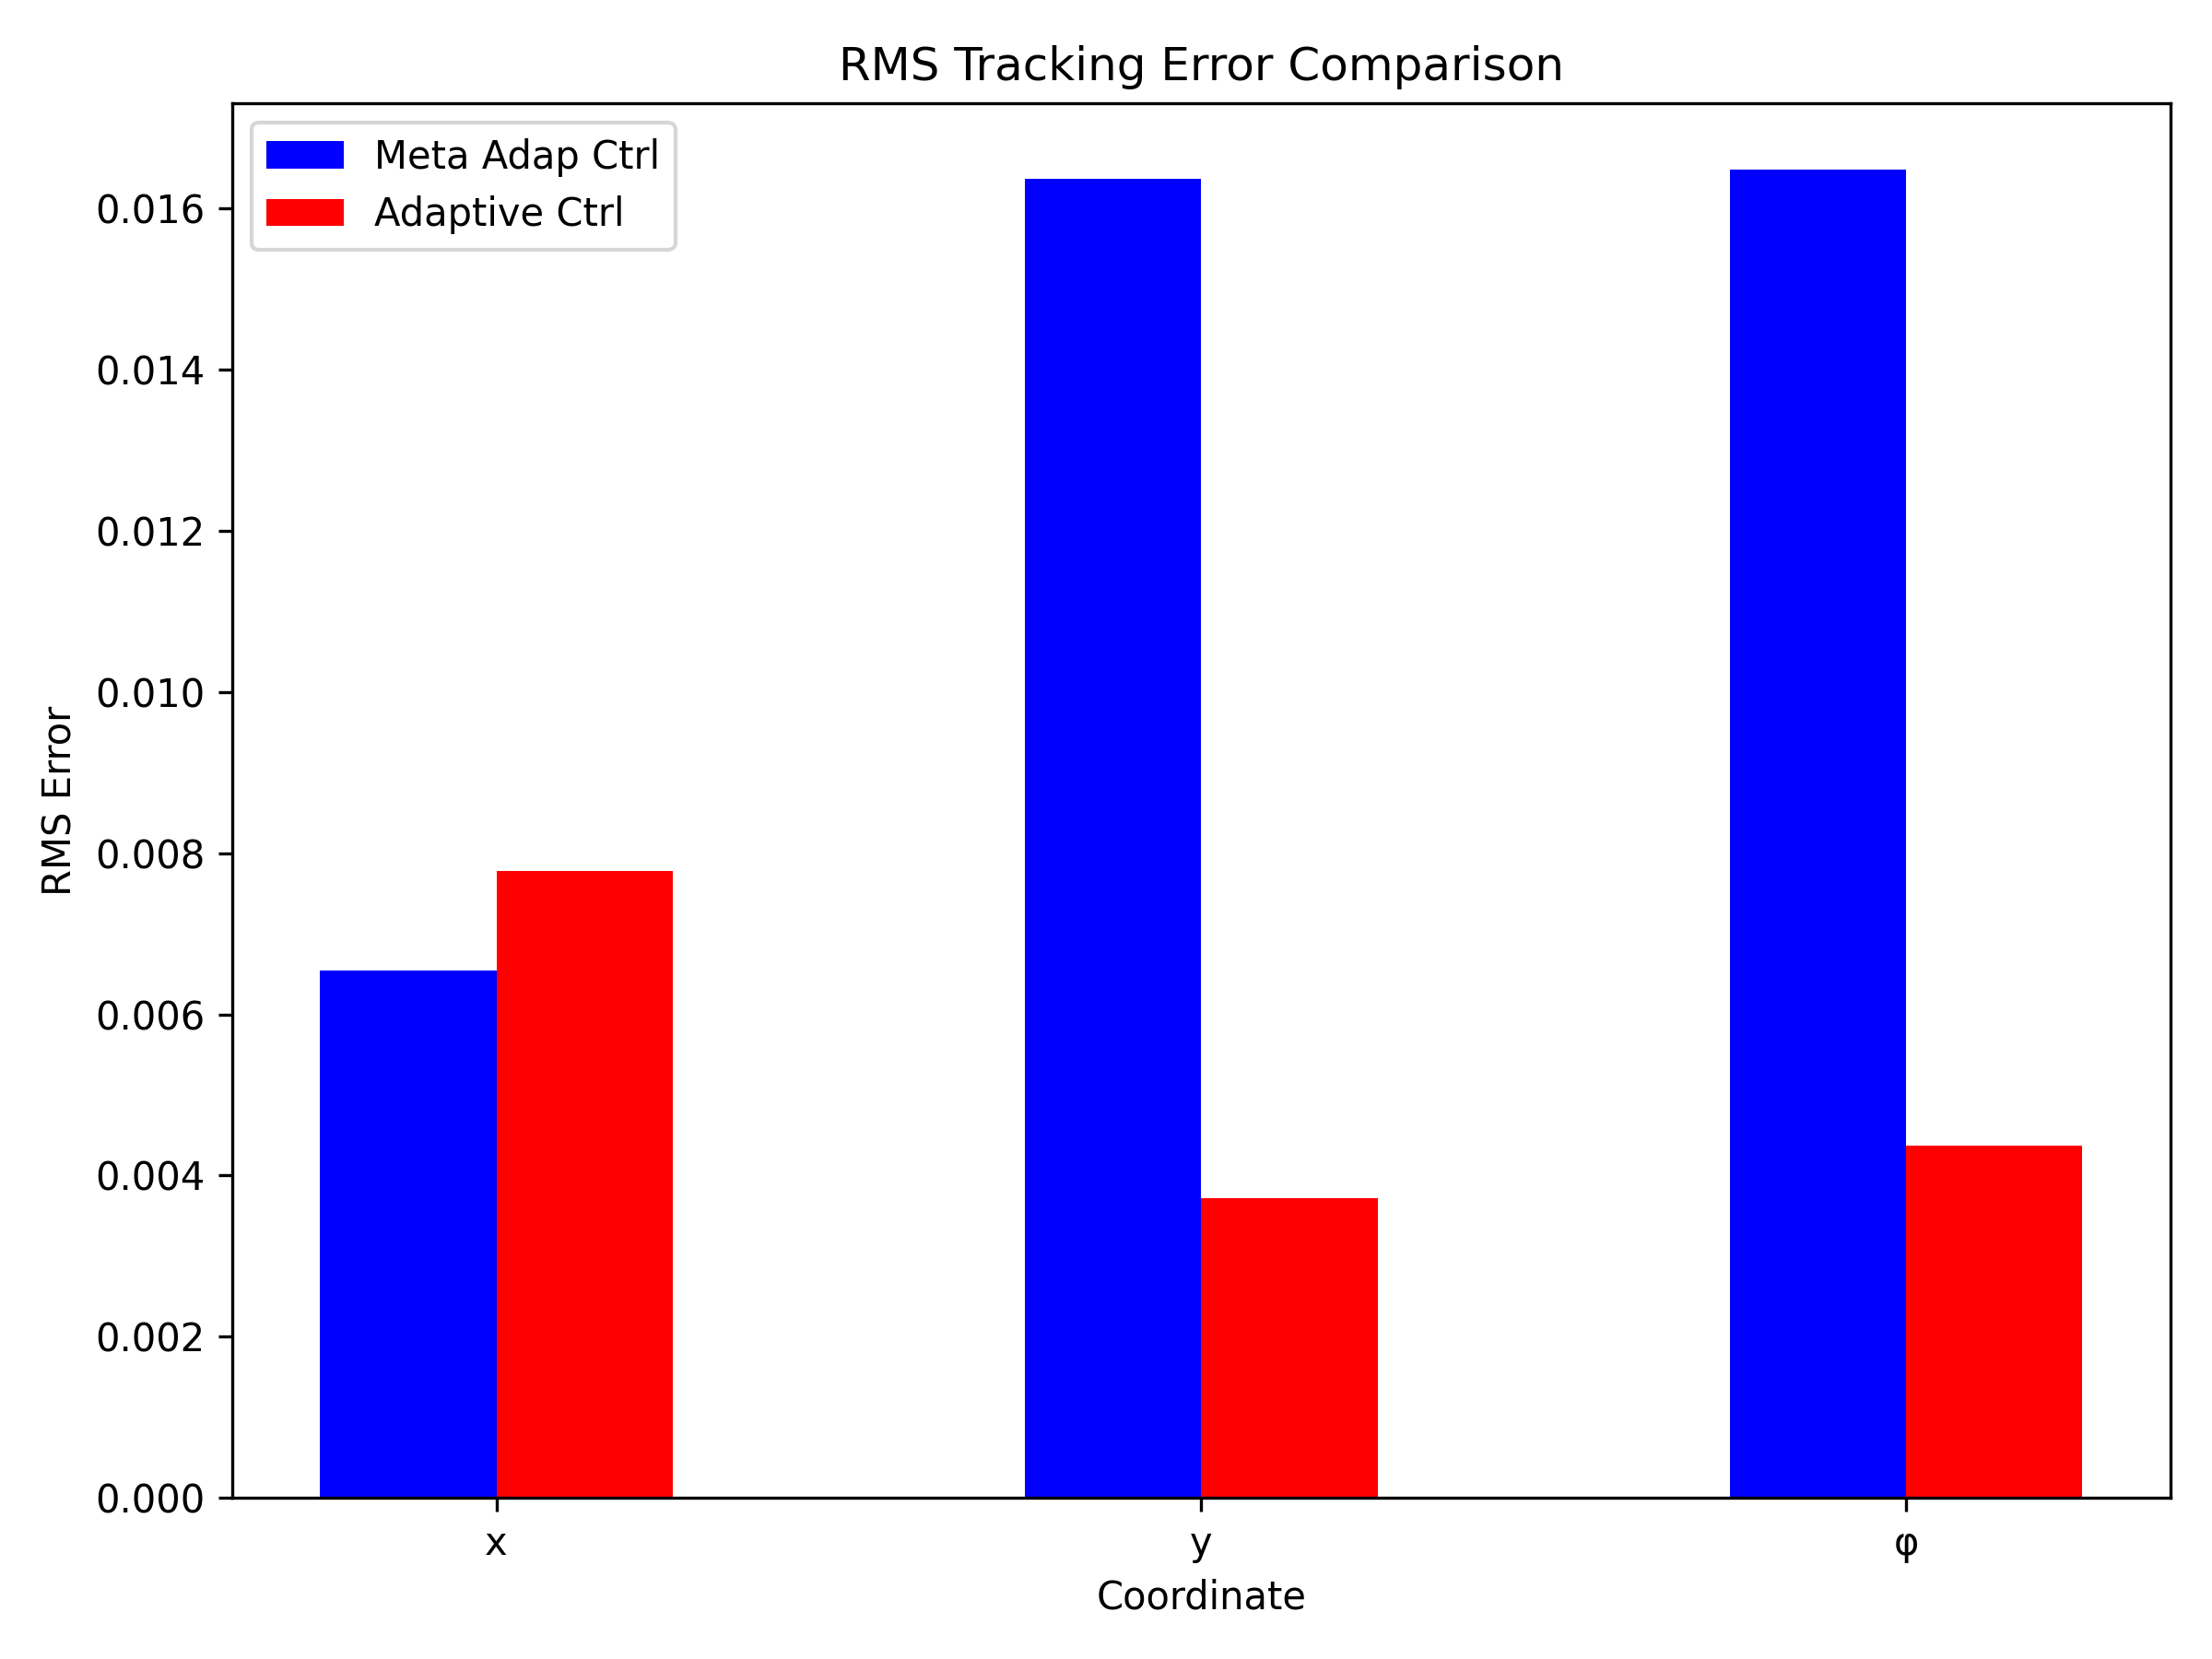 RMS Tracking Error Comparison
Meta Adap Ctrl
Adaptive Ctrl
RMS Error
0.016
0.014
0.012
0.010
0.008
0.006
0.004
0.002
0.000
x
y
φ
Coordinate